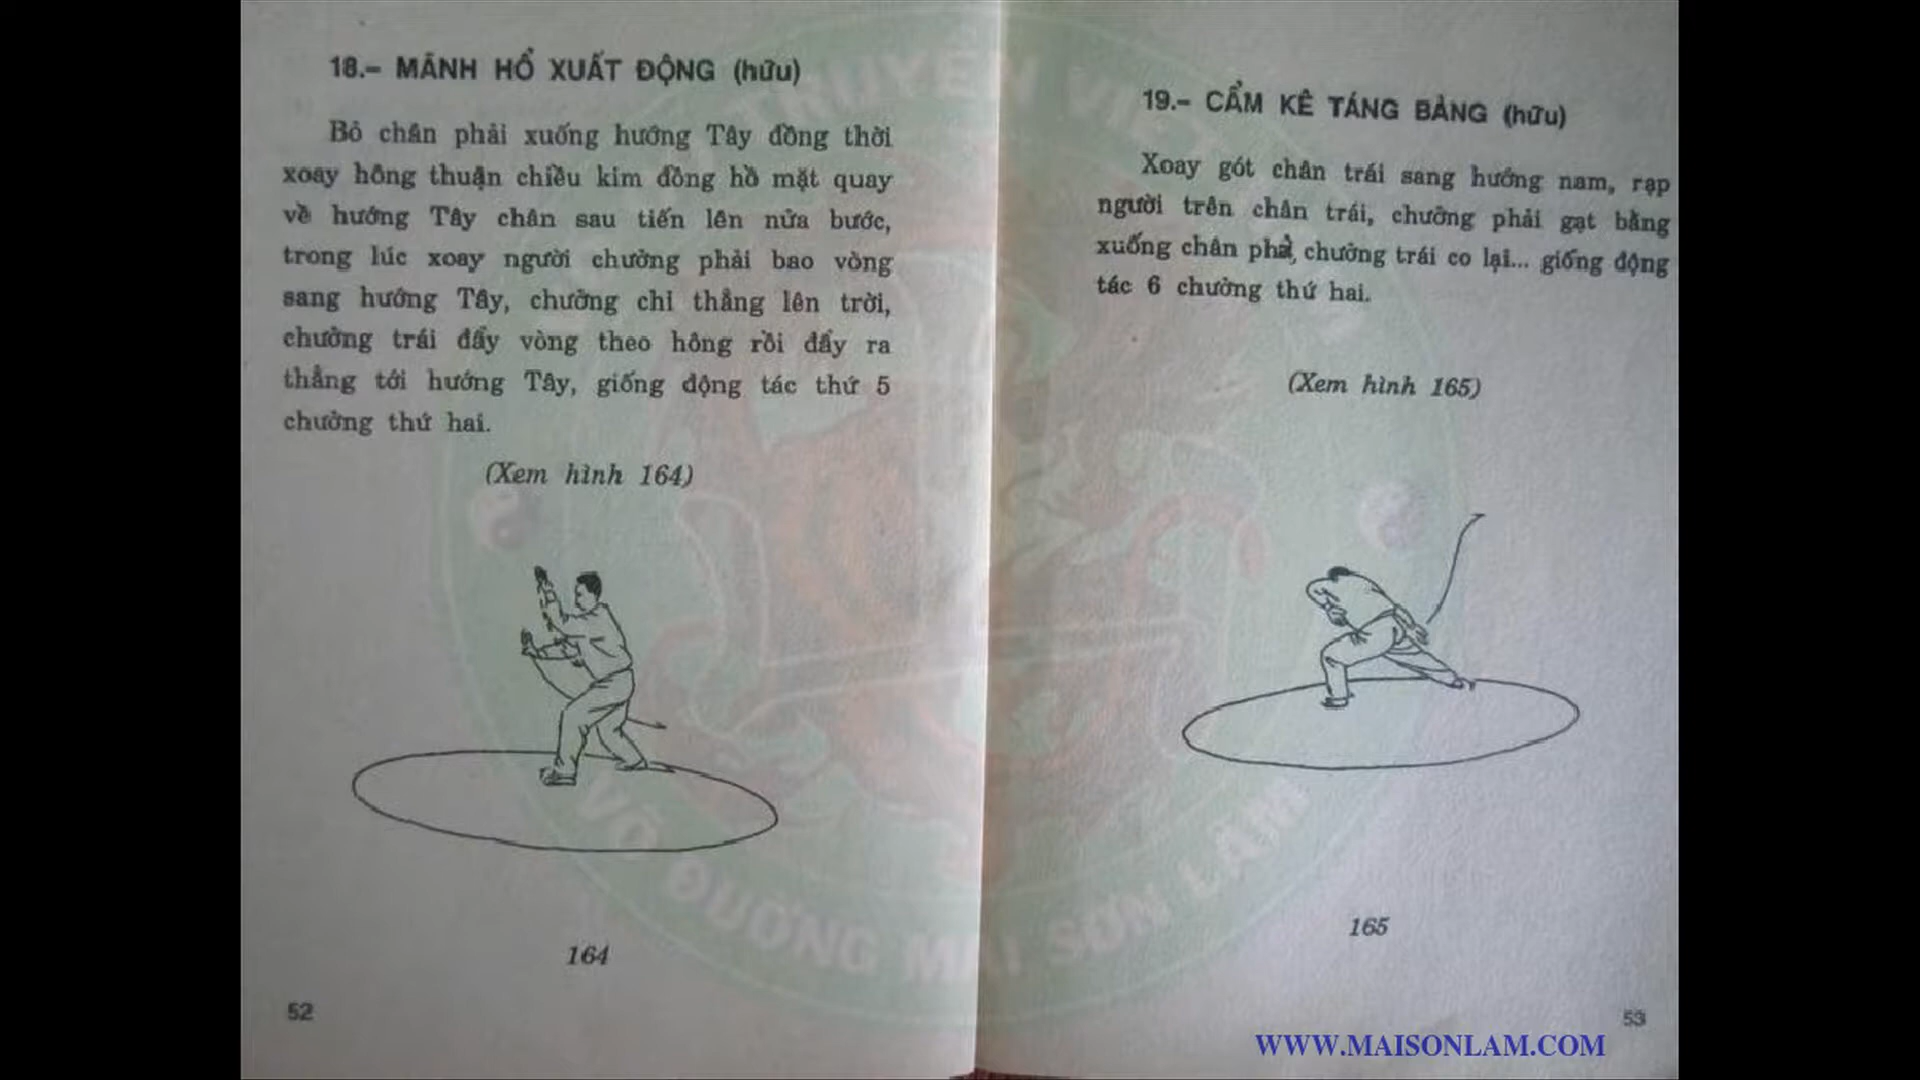 18.- MÃNH HỔ XUẤT ĐỘNG (hữu)
Bỏ chân phải xuống hướng Tây đồng thời
xoay hông thuận chiều kim đồng hồ mặt quay
về hướng Tây chân sau tiến lên nửa bước,
trong lúc xoay người chưởng phải bao vòng
sang hướng Tây, chưởng chỉ thẳng lên trời,
chưởng trái đẩy vòng theo hông rồi đẩy ra
thẳng tới hướng Tây, giống động tác thứ 5
chưởng thứ hai.
(Xem hình 164)
164
52
19.- CẨM KÊ TÁNG BẢNG (hữu)
Xoay gót chân trái sang hướng nam, rạp
người trên chân trái, chưởng phải gạt bằng
xuống chân phải, chưởng trái co lại... giống động
tác 6 chưởng thứ hai.
(Xem hình 165)
165
53
VÕ ĐƯỜNG MAI SƠN LÂM
WWW.MAISONLAM.COM